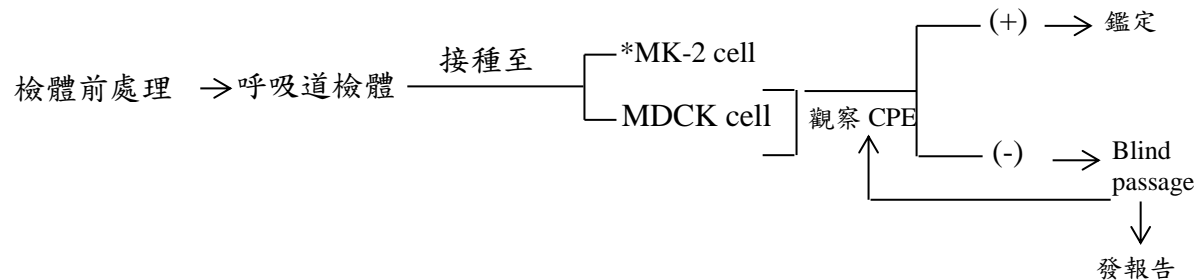 檢體前處理
呼吸道檢體
接種至
*MK-2 cell
MDCK cell
觀察 CPE
(+)
鑑定
(-)
Blind
passage
發報告